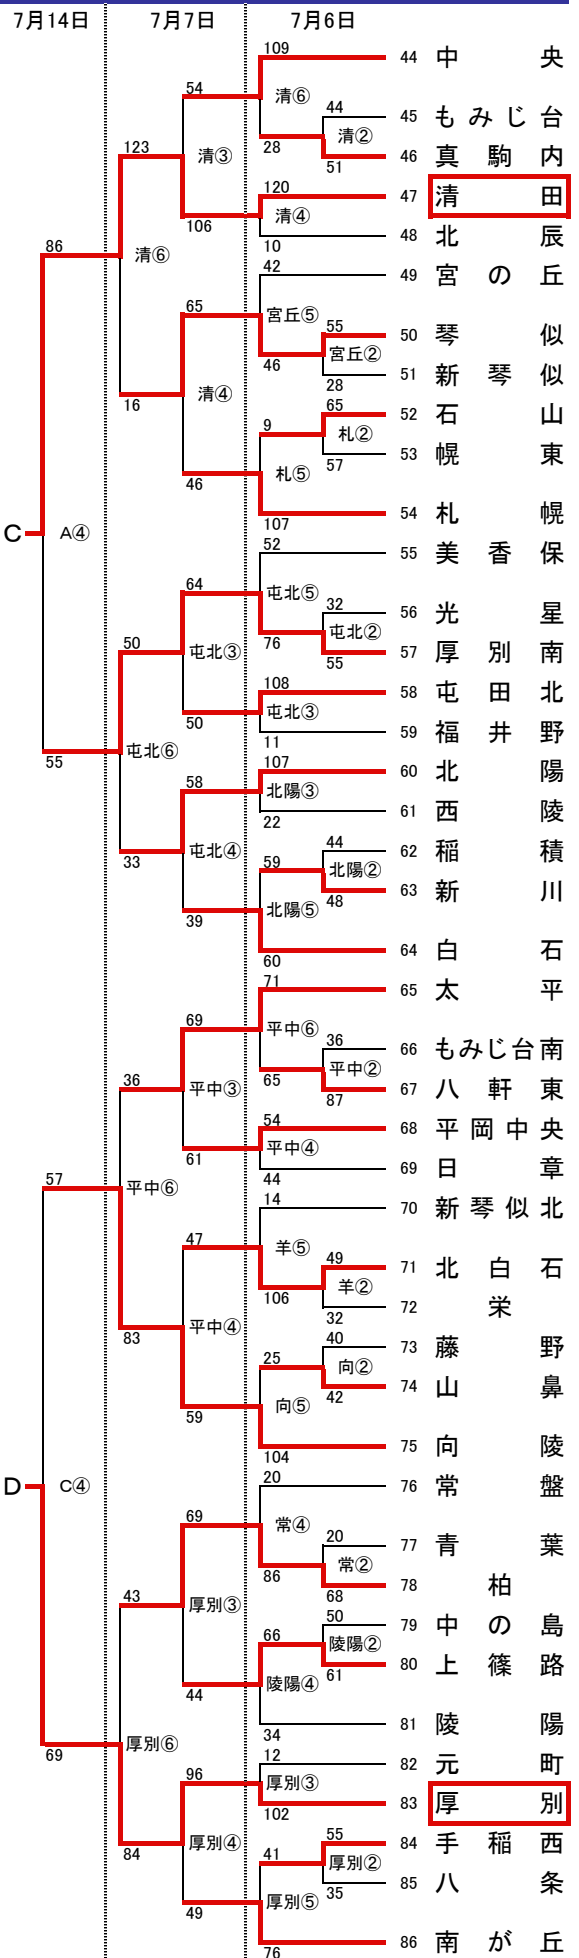 7月14日 7月7日 7月6日
109
44 中央
54
清⑥
44
45 もみじ台
清②
123
清③
28
51
46 真駒内
120
47 清田
清④
106
10
48 北辰
86
清⑥
42
49 宮の丘
65
宮丘⑤
55
50 琴似
宮丘②
46
28
51 新琴似
16
清④
65
52 石山
9
札②
57
53 幌東
札⑤
46
107
54 札幌
C A④
52
55 美香保
64
屯北⑤
32
56 光星
屯北②
50
屯北③
76
55
57 厚別南
108
58 屯田北
屯北③
50
11
59 福井野
55
屯北⑥
107
60 北陽
58
北陽③
22
61 西陵
33
屯北④
44
62 稲積
59
北陽②
48
63 新川
39
北陽⑤
60
64 白石
71
65 太平
69
平中⑥
36
66 もみじ台南
平中②
36
平中③
65
87
67 八軒東
54
68 平岡中央
平中④
61
44
69 日章
57
平中⑥
14
70 新琴似北
47
羊⑤
49
71 北白石
羊②
106
32
72 栄
83
平中④
40
73 藤野
25
向②
42
74 山鼻
59
向⑤
104
75 向陵
D C④
20
76 常盤
69
常④
20
77 青葉
常②
86
68
78 柏
43
厚別③
50
79 中の島
66
陵陽②
61
80 上篠路
44
陵陽④
34
81 陵陽
69
厚別⑥
12
82 元町
96
厚別③
102
83 厚別
84
厚別④
55
84 手稲西
41
厚別②
35
85 八条
49
厚別⑤
76
86 南が丘